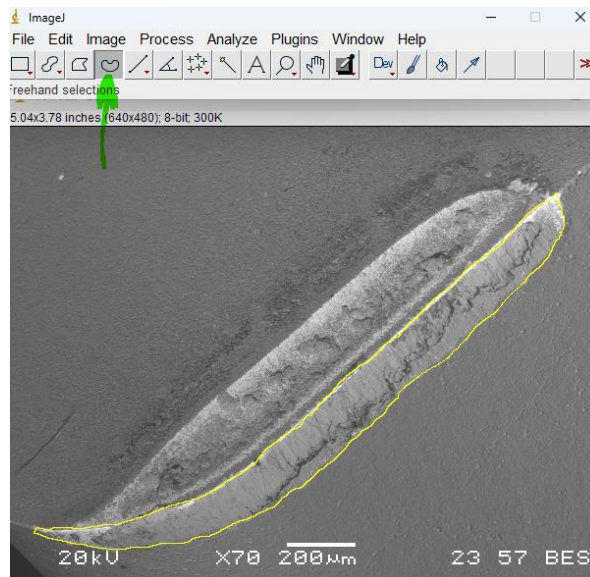 ImageJ
File Edit Image Process Analyze Plugins Window Help
A Dev
Freehand selections
5.04x3.78 inches (640x480); 8-bit; 300K
20kU X70 200µm 23 57 BES